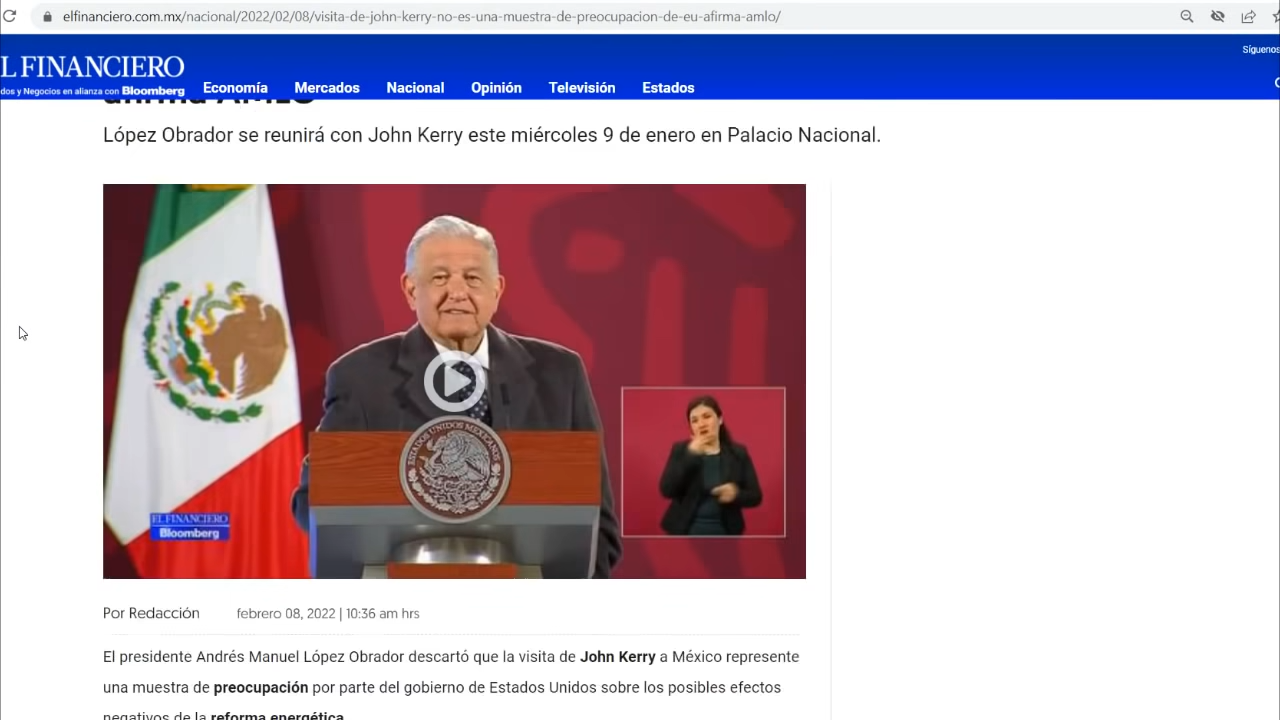 elfinanciero.com.mx/nacional/2022/02/08/visita-de-john-kerry-no-es-una-muestra-de-preocupacion-de-eu-afirma-amlo/
Síguenos
L FINANCIERO
dos y Negocios en alianza con Bloomberg
Economía Mercados Nacional Opinión Televisión Estados
afirma AMLO
López Obrador se reunirá con John Kerry este miércoles 9 de enero en Palacio Nacional.
ESTADOS UNIDOS MEXICANOS
EL FINANCIERO
Bloomberg
Por Redacción febrero 08, 2022 | 10:36 am hrs
El presidente Andrés Manuel López Obrador descartó que la visita de John Kerry a México represente
una muestra de preocupación por parte del gobierno de Estados Unidos sobre los posibles efectos
negativos de la reforma energética.